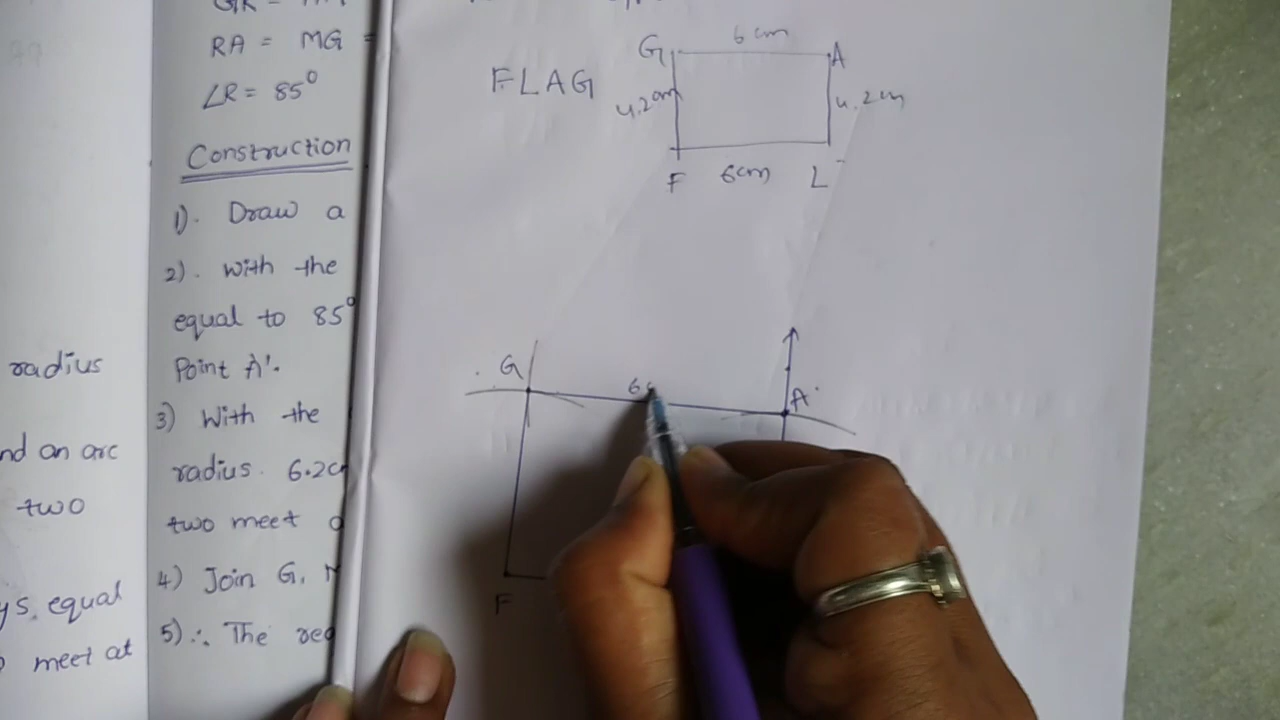 radius
nd an arc
two
ys. equal
meet at
RA = MG =
∠R = 85°
Construction
1). Draw a
2). With the
equal to 85°
Point A'.
3) With the
radius. 6.2c
two meet
4) Join G,
5) ∴ The
FLAG
G 6cm A
4.2cm 4.2cm
F 6cm L
G
A
6
F